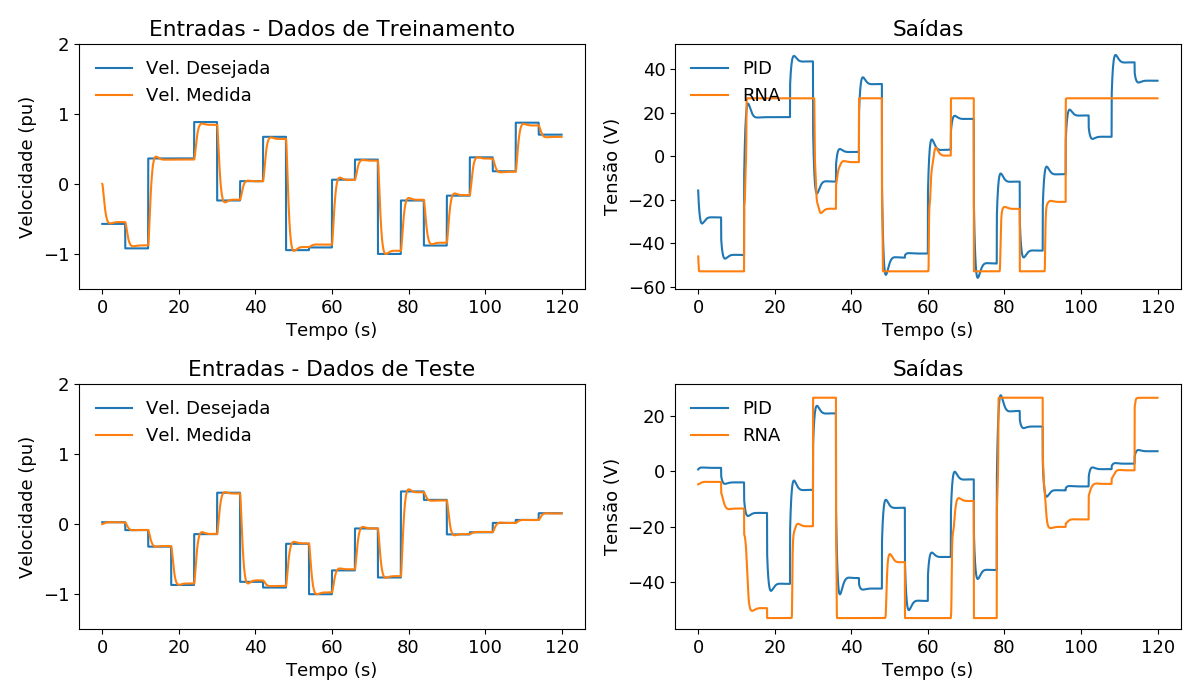 Entradas - Dados de Treinamento
Vel. Desejada
Vel. Medida
Velocidade (pu)
2
1
0
−1
0 20 40 60 80 100 120
Tempo (s)
Saídas
PID
RNA
Tensão (V)
40
20
0
−20
−40
−60
0 20 40 60 80 100 120
Tempo (s)
Entradas - Dados de Teste
Vel. Desejada
Vel. Medida
Velocidade (pu)
2
1
0
−1
0 20 40 60 80 100 120
Tempo (s)
Saídas
PID
RNA
Tensão (V)
20
0
−20
−40
0 20 40 60 80 100 120
Tempo (s)